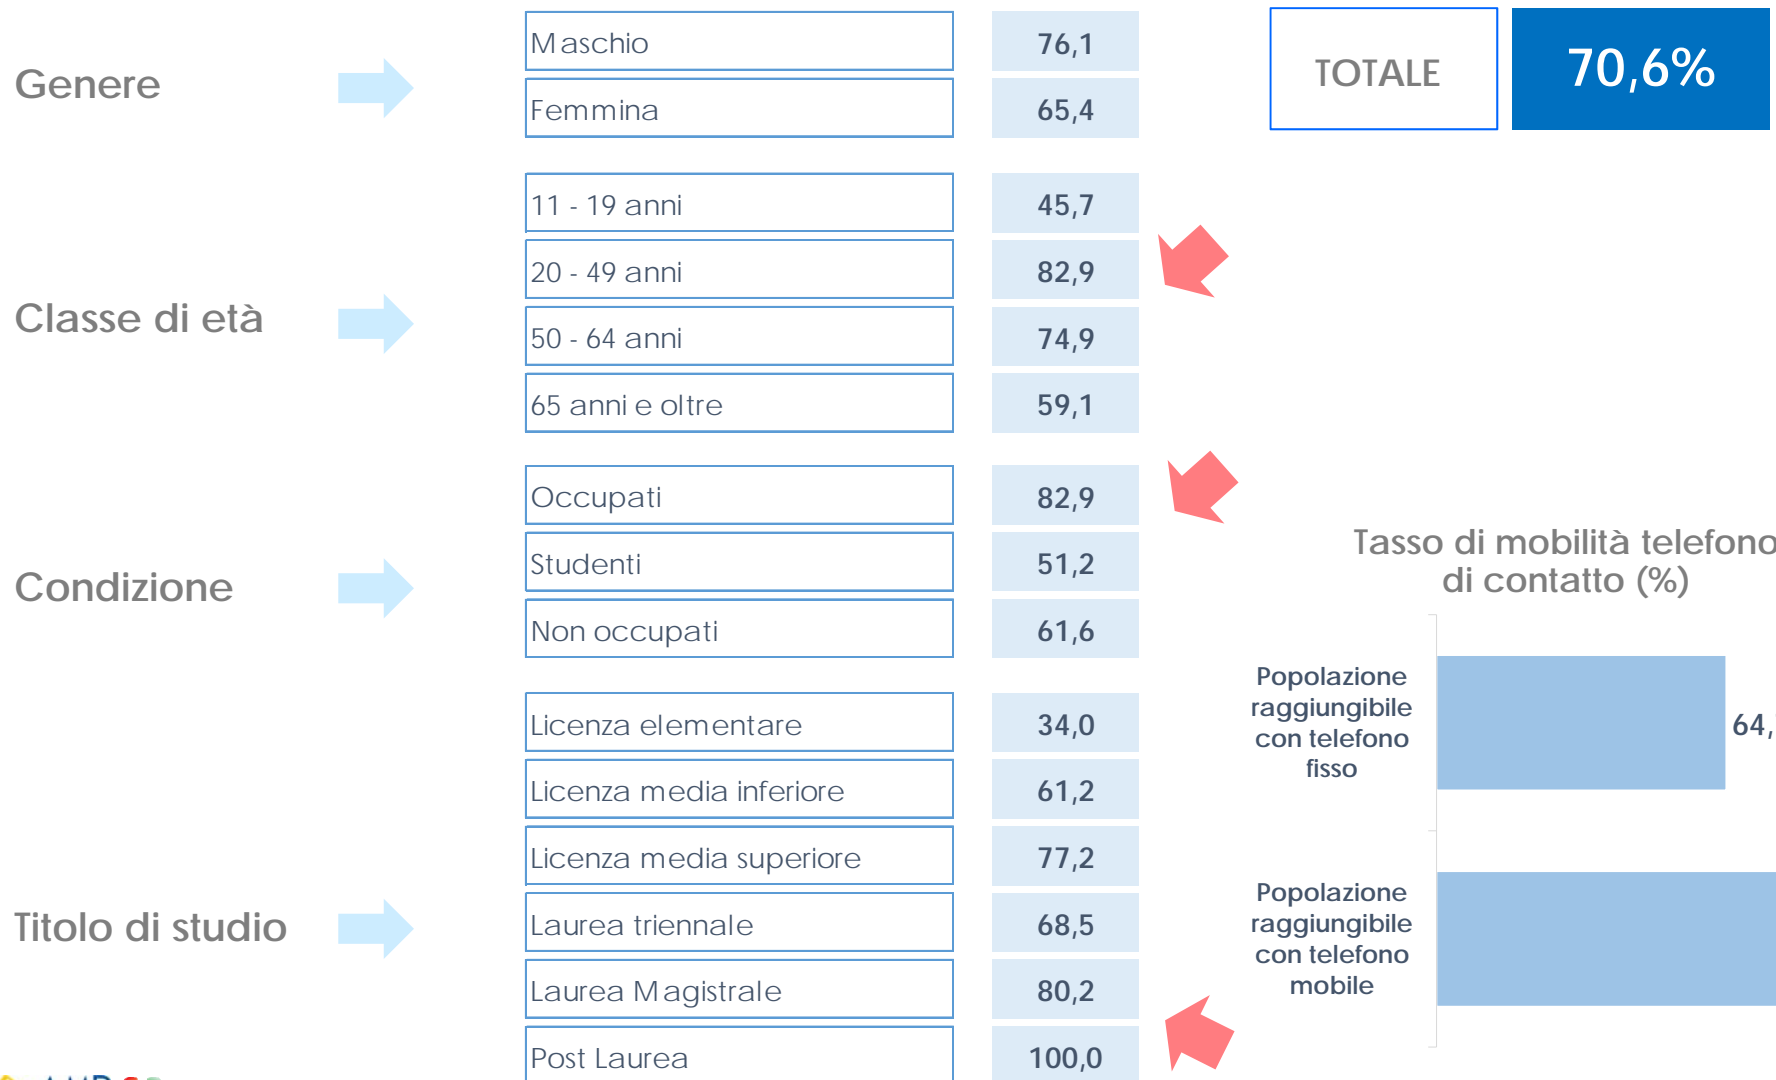 Genere
Maschio 76,1
Femmina 65,4
TOTALE 70,6%
Classe di età
11 - 19 anni 45,7
20 - 49 anni 82,9
50 - 64 anni 74,9
65 anni e oltre 59,1
Condizione
Occupati 82,9
Studenti 51,2
Non occupati 61,6
Titolo di studio
Licenza elementare 34,0
Licenza media inferiore 61,2
Licenza media superiore 77,2
Laurea triennale 68,5
Laurea Magistrale 80,2
Post Laurea 100,0
Tasso di mobilità telefono
di contatto (%)
Popolazione
raggiungibile
con telefono
fisso
64,
Popolazione
raggiungibile
con telefono
mobile